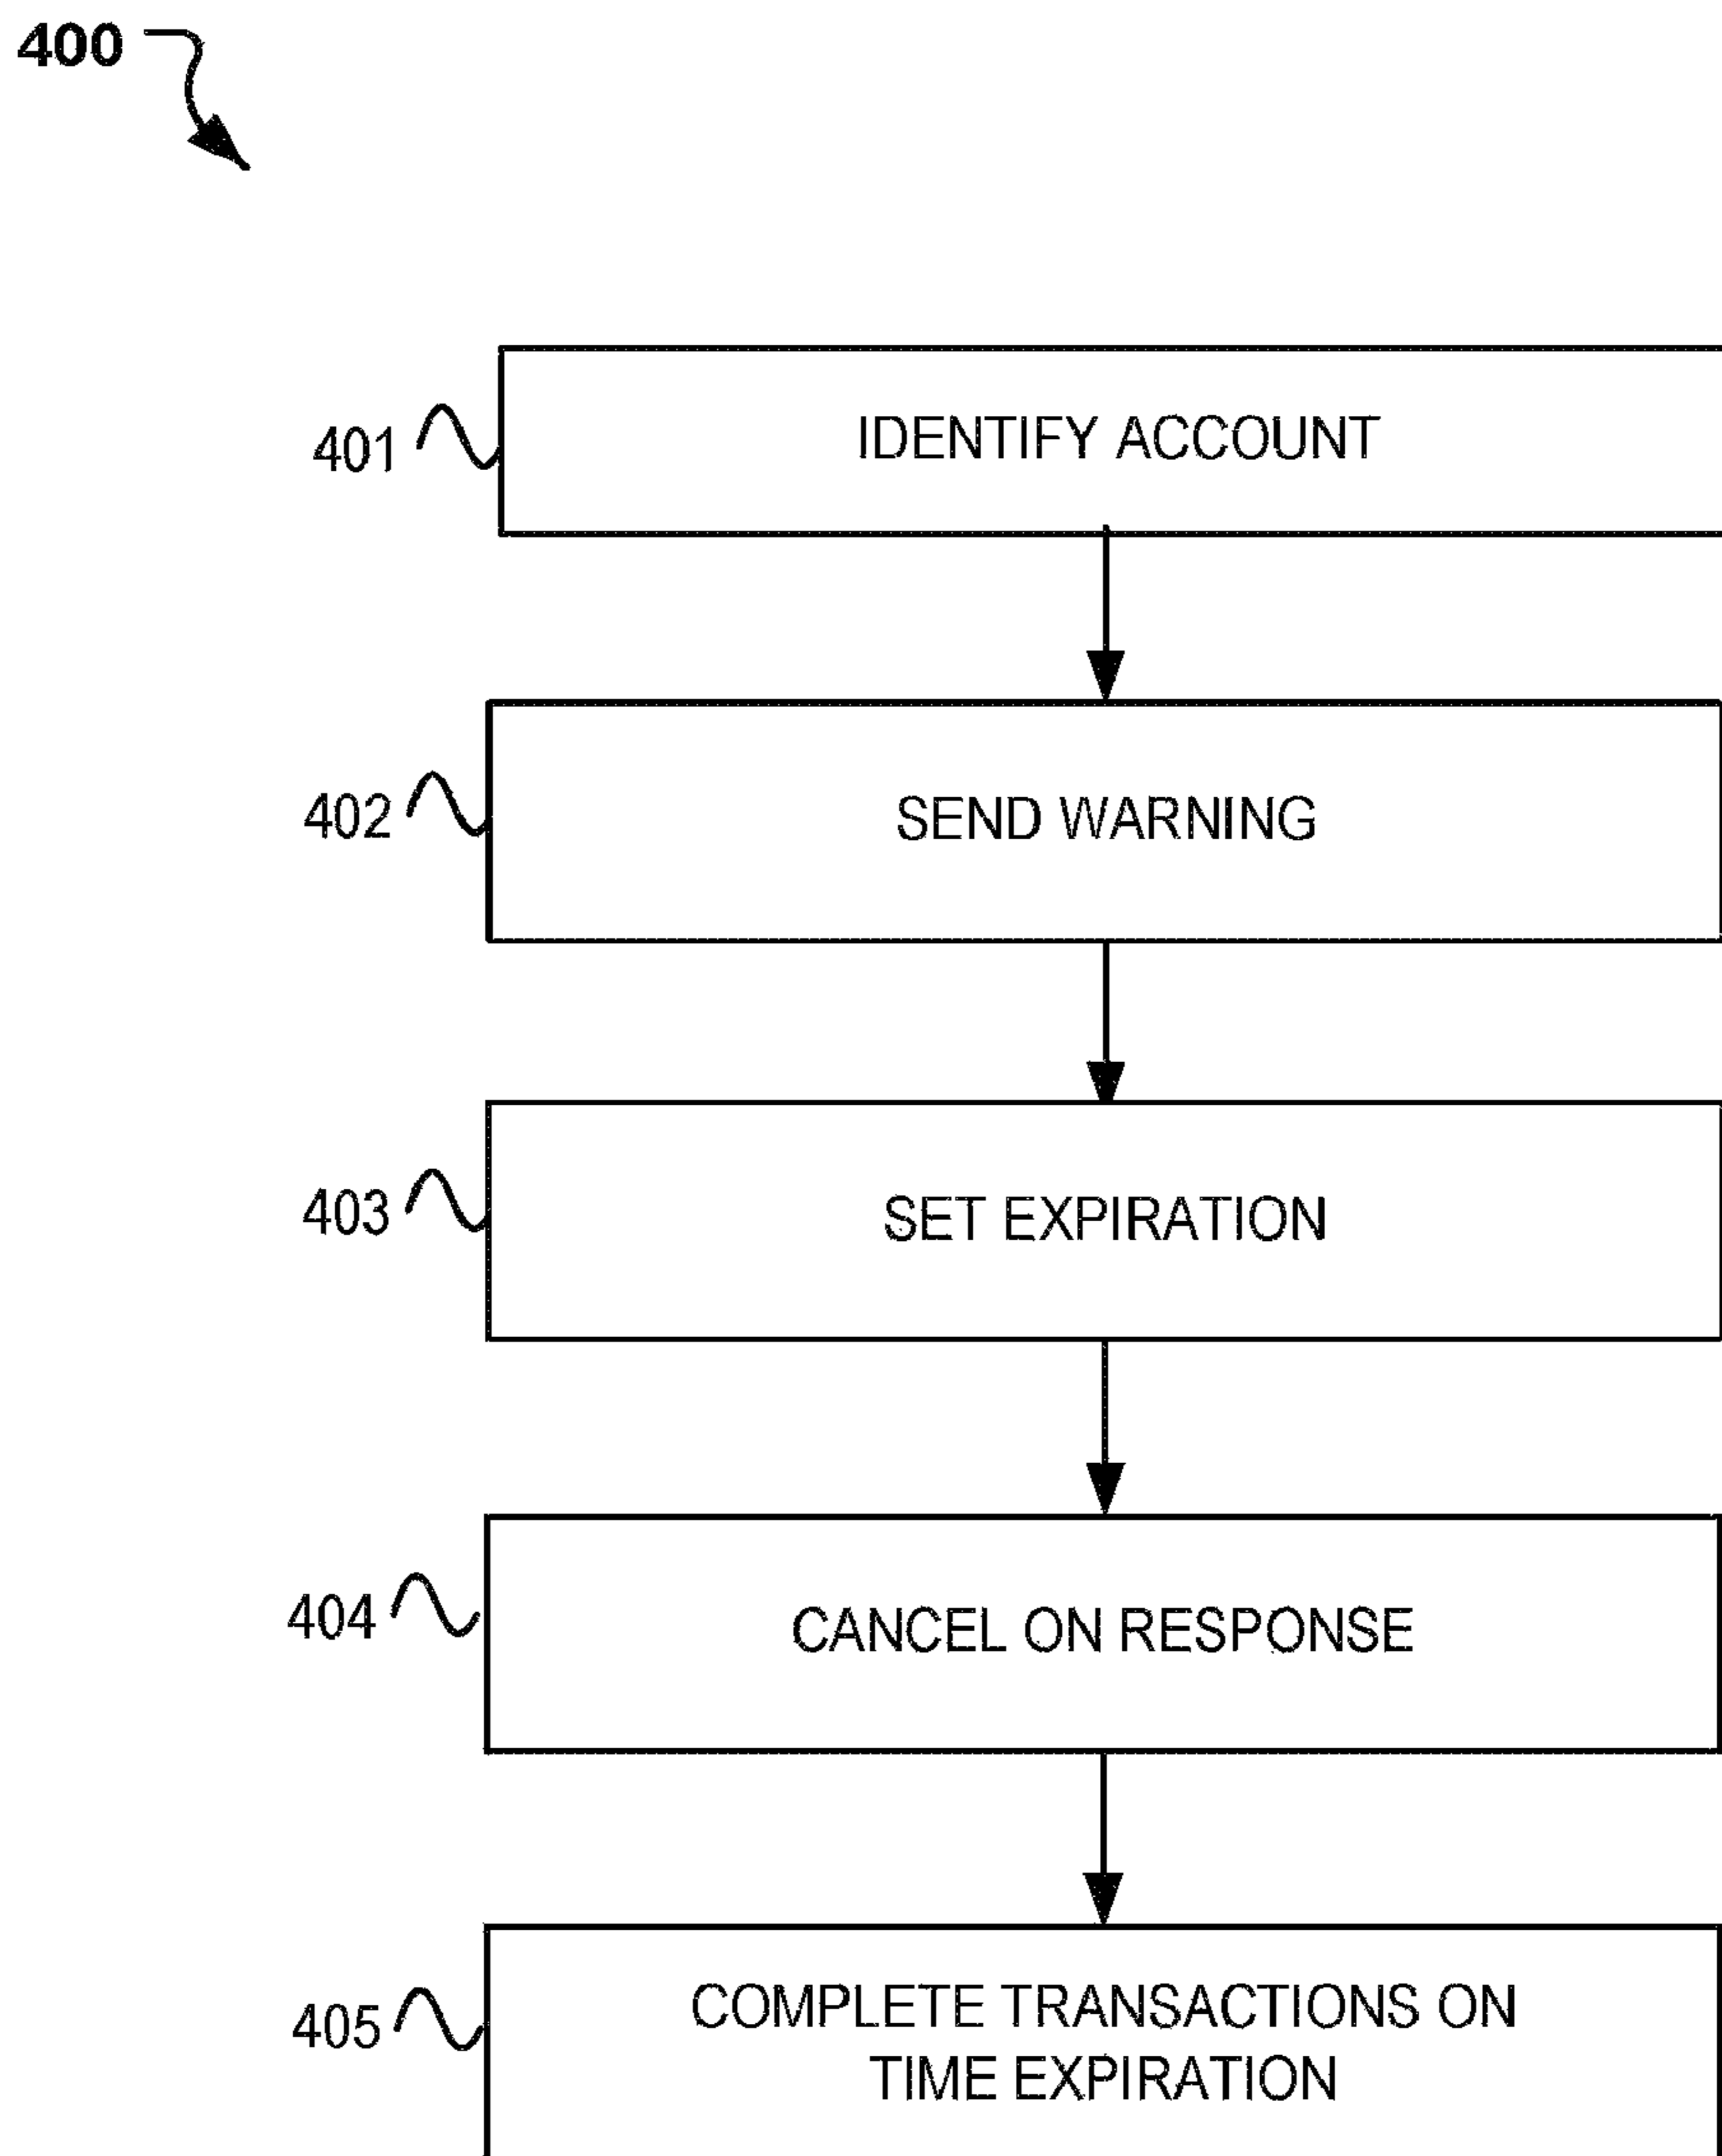 400
401 IDENTIFY ACCOUNT
402 SEND WARNING
403 SET EXPIRATION
404 CANCEL ON RESPONSE
405 COMPLETE TRANSACTIONS ON
TIME EXPIRATION